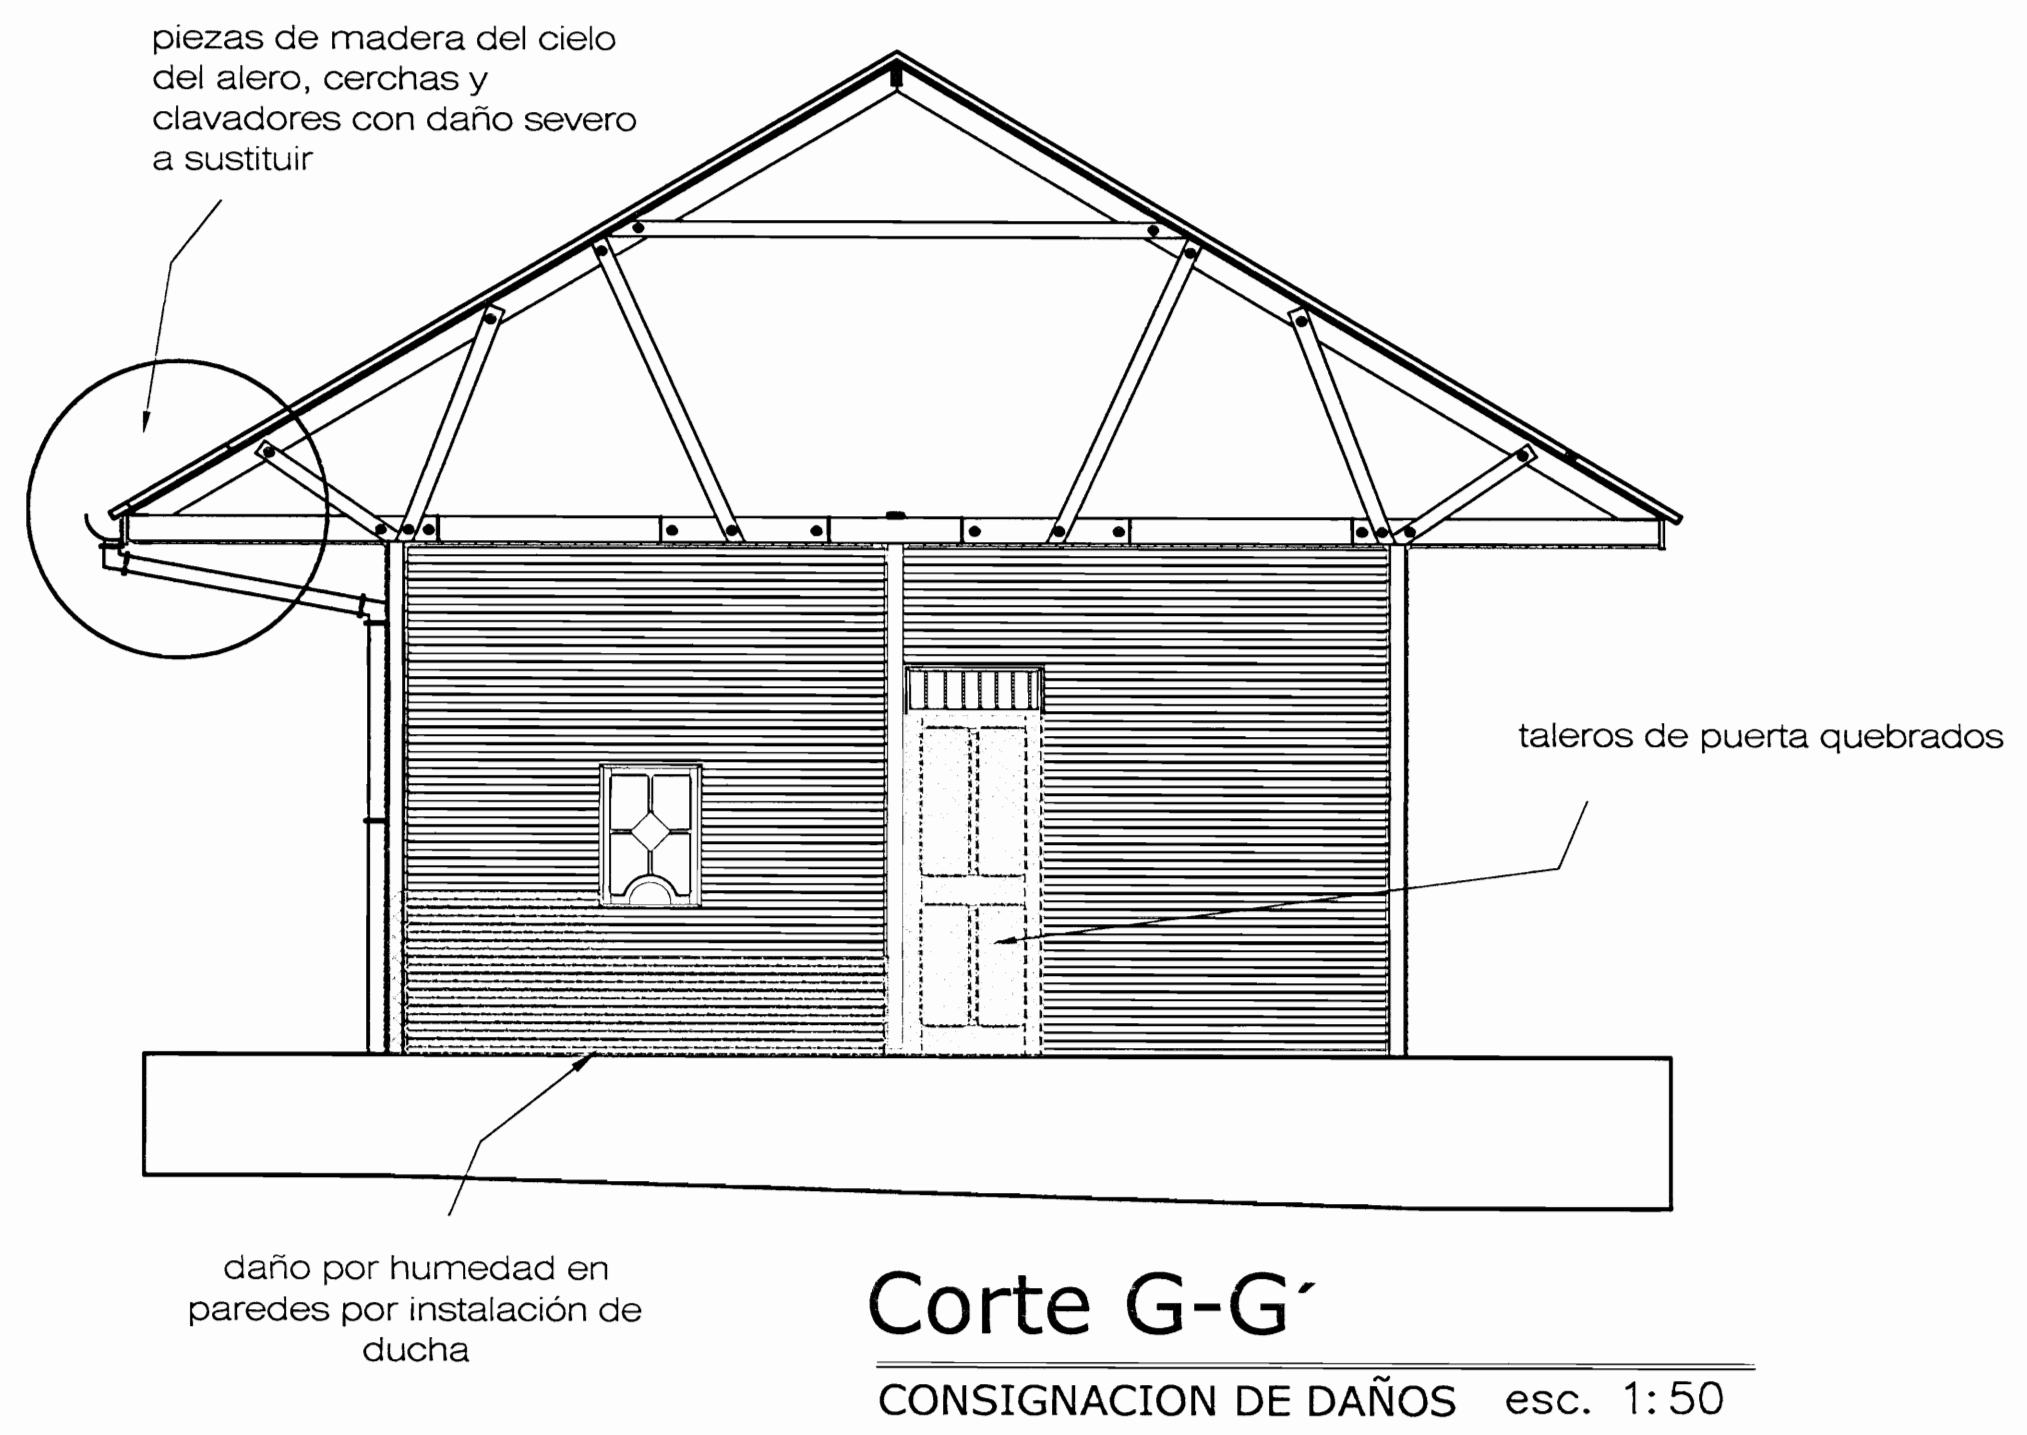 piezas de madera del cielo
del alero, cerchas y
clavadores con daño severo
a sustituir
taleros de puerta quebrados
daño por humedad en
paredes por instalación de
ducha
Corte G-G´
CONSIGNACION DE DAÑOS esc. 1:50